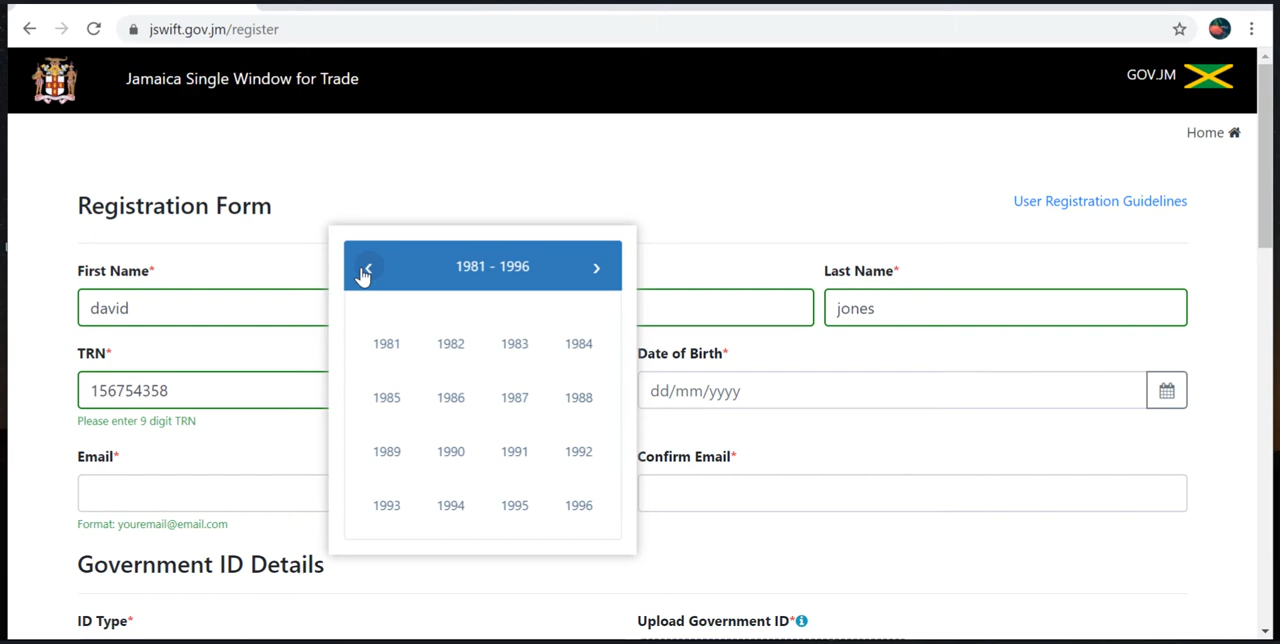 jswift.gov.jm/register
Jamaica Single Window for Trade
GOV.JM
Home
Registration Form
User Registration Guidelines
First Name*
Last Name*
david
jones
1981 - 1996
1981 1982 1983 1984
1985 1986 1987 1988
1989 1990 1991 1992
1993 1994 1995 1996
TRN*
Date of Birth*
156754358
dd/mm/yyyy
Please enter 9 digit TRN
Email*
Confirm Email*
Format: youremail@email.com
Government ID Details
ID Type*
Upload Government ID*